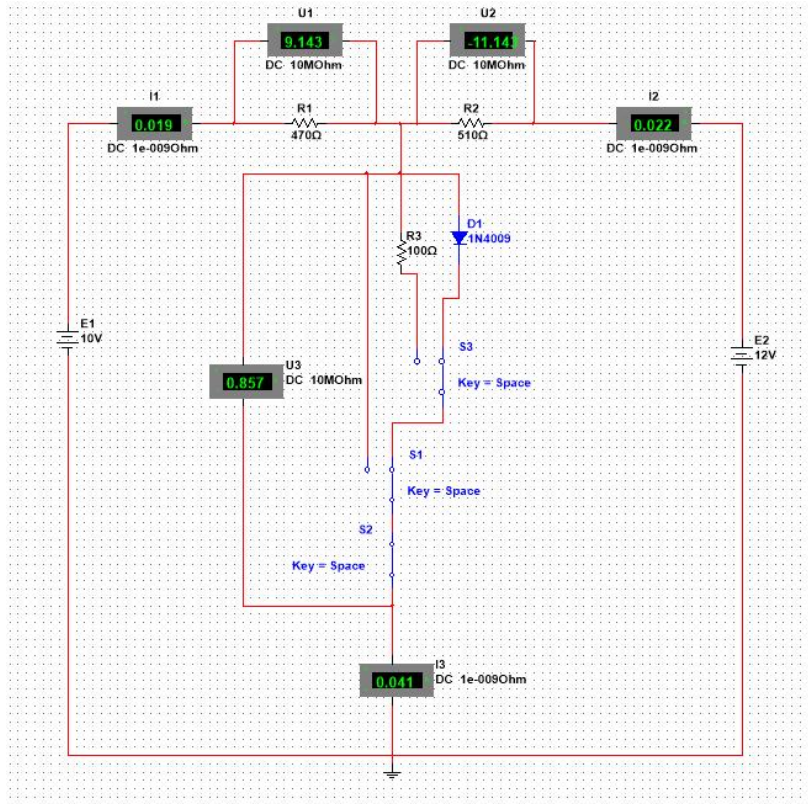 U1
9.143
DC 10MOhm
U2
-11.143
DC 10MOhm
I1
0.019
DC 1e-009Ohm
R1
470Ω
R2
510Ω
I2
0.022
DC 1e-009Ohm
R3
100Ω
D1
1N4009
E1
10V
U3
0.857
DC 10MOhm
S3
Key = Space
E2
12V
S1
Key = Space
S2
Key = Space
I3
0.041
DC 1e-009Ohm